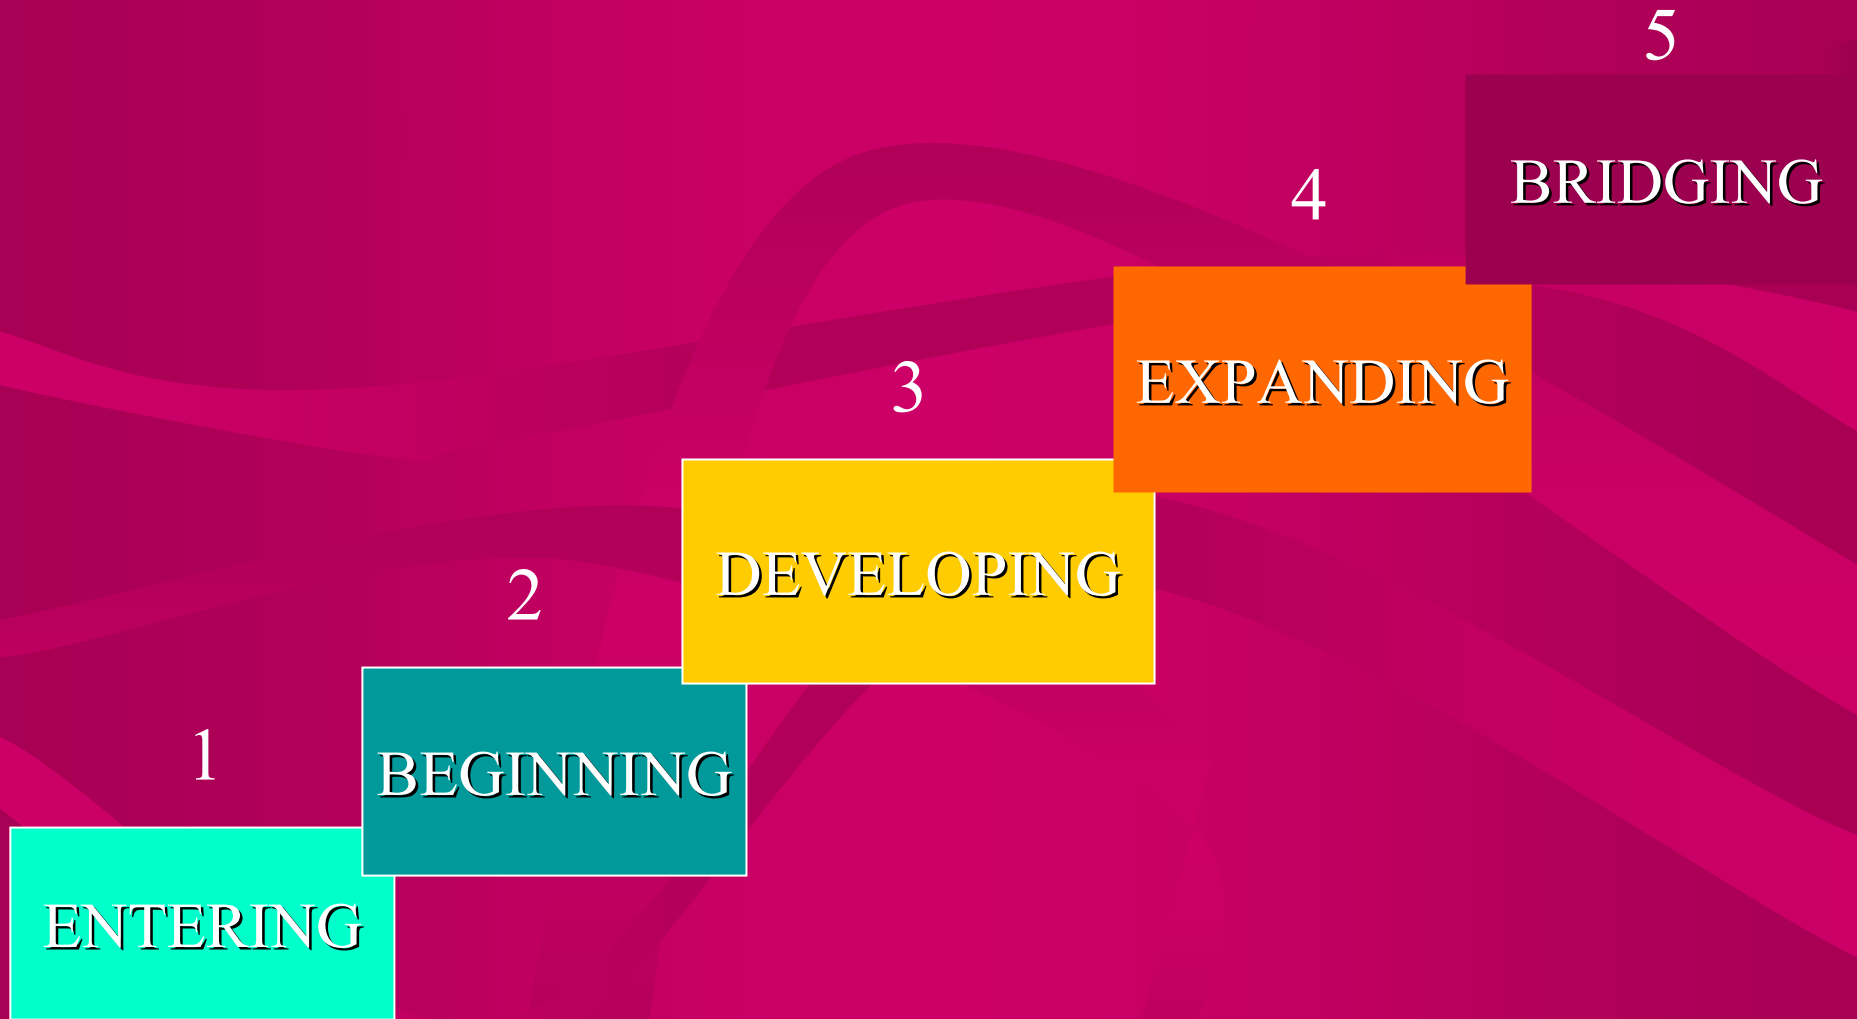 1
ENTERING
2
BEGINNING
3
DEVELOPING
4
EXPANDING
5
BRIDGING